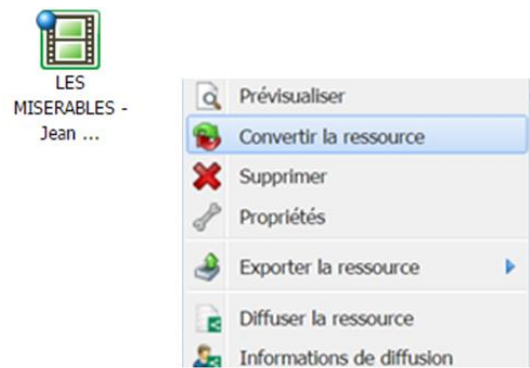 LES
MISERABLES -
Jean ...
Prévisualiser
Convertir la ressource
Supprimer
Propriétés
Exporter la ressource
Diffuser la ressource
Informations de diffusion